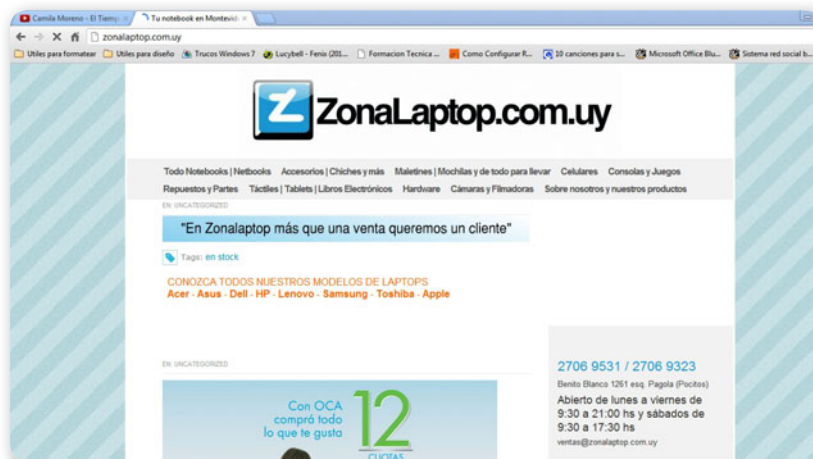 Camila Moreno - El Tiemp
Tu notebook en Montevid
zonalaptop.com.uy
Utiles para formatear
Utiles para diseño
Trucos Windows 7
Lucybell - Fenix (201...
Formacion Tecnica ...
Como Configurar R...
10 canciones para s...
Microsoft Office Blu...
Sistema red social b...
Z ZonaLaptop.com.uy
Todo Notebooks | Netbooks Accesorios | Chiches y más Maletines | Mochilas y de todo para llevar Celulares Consolas y Juegos
Repuestos y Partes Táctiles | Tablets | Libros Electrónicos Hardware Cámaras y Filmadoras Sobre nosotros y nuestros productos
EN: UNCATEGORIZED
"En Zonalaptop más que una venta queremos un cliente"
Tags: en stock
CONOZCA TODOS NUESTROS MODELOS DE LAPTOPS
Acer - Asus - Dell - HP - Lenovo - Samsung - Toshiba - Apple
EN: UNCATEGORIZED
Con OCA
comprá todo
lo que te gusta
12
CUOTAS
2706 9531 / 2706 9323
Benito Blanco 1261 esq. Pagola (Pocitos)
Abierto de lunes a viernes de
9:30 a 21:00 hs y sábados de
9:30 a 17:30 hs
ventas@zonalaptop.com.uy